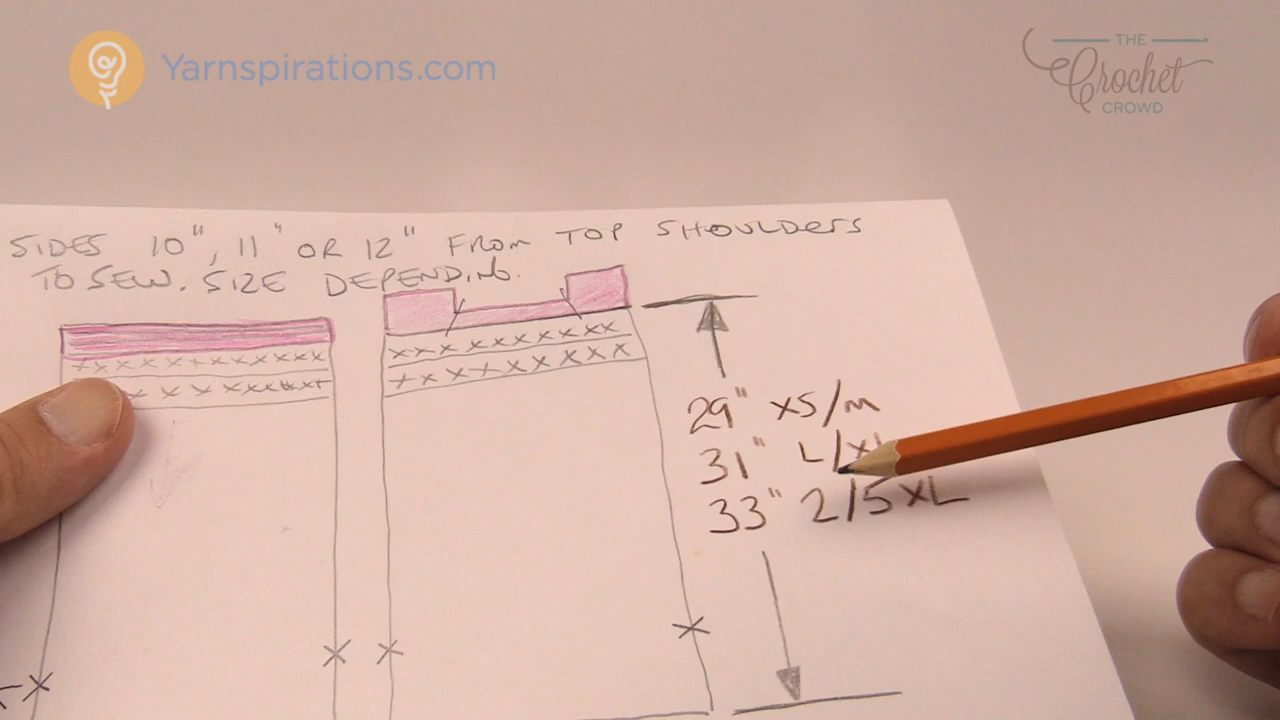 Yarnspirations.com
THE
Crochet
CROWD
SIDES 10", 11" OR 12" FROM TOP SHOULDERS
TO SEW. SIZE DEPENDING.
29" XS/M
31" L/X
33" 2/5XL